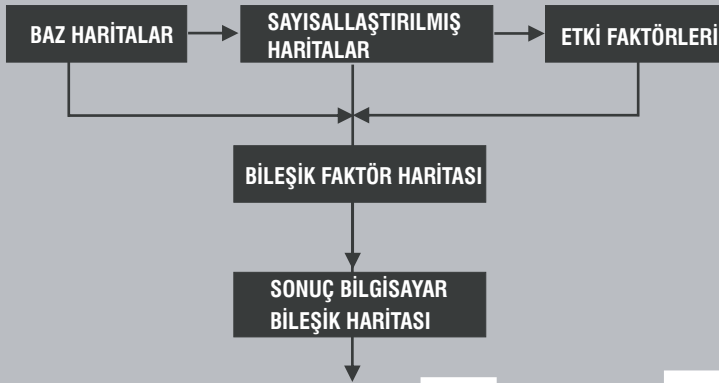 BAZ HARİTALAR
SAYISALLAŞTIRILMIŞ
HARİTALAR
ETKİ FAKTÖRLERİ
BİLEŞİK FAKTÖR HARİTASI
SONUÇ BİLGİSAYAR
BİLEŞİK HARİTASI